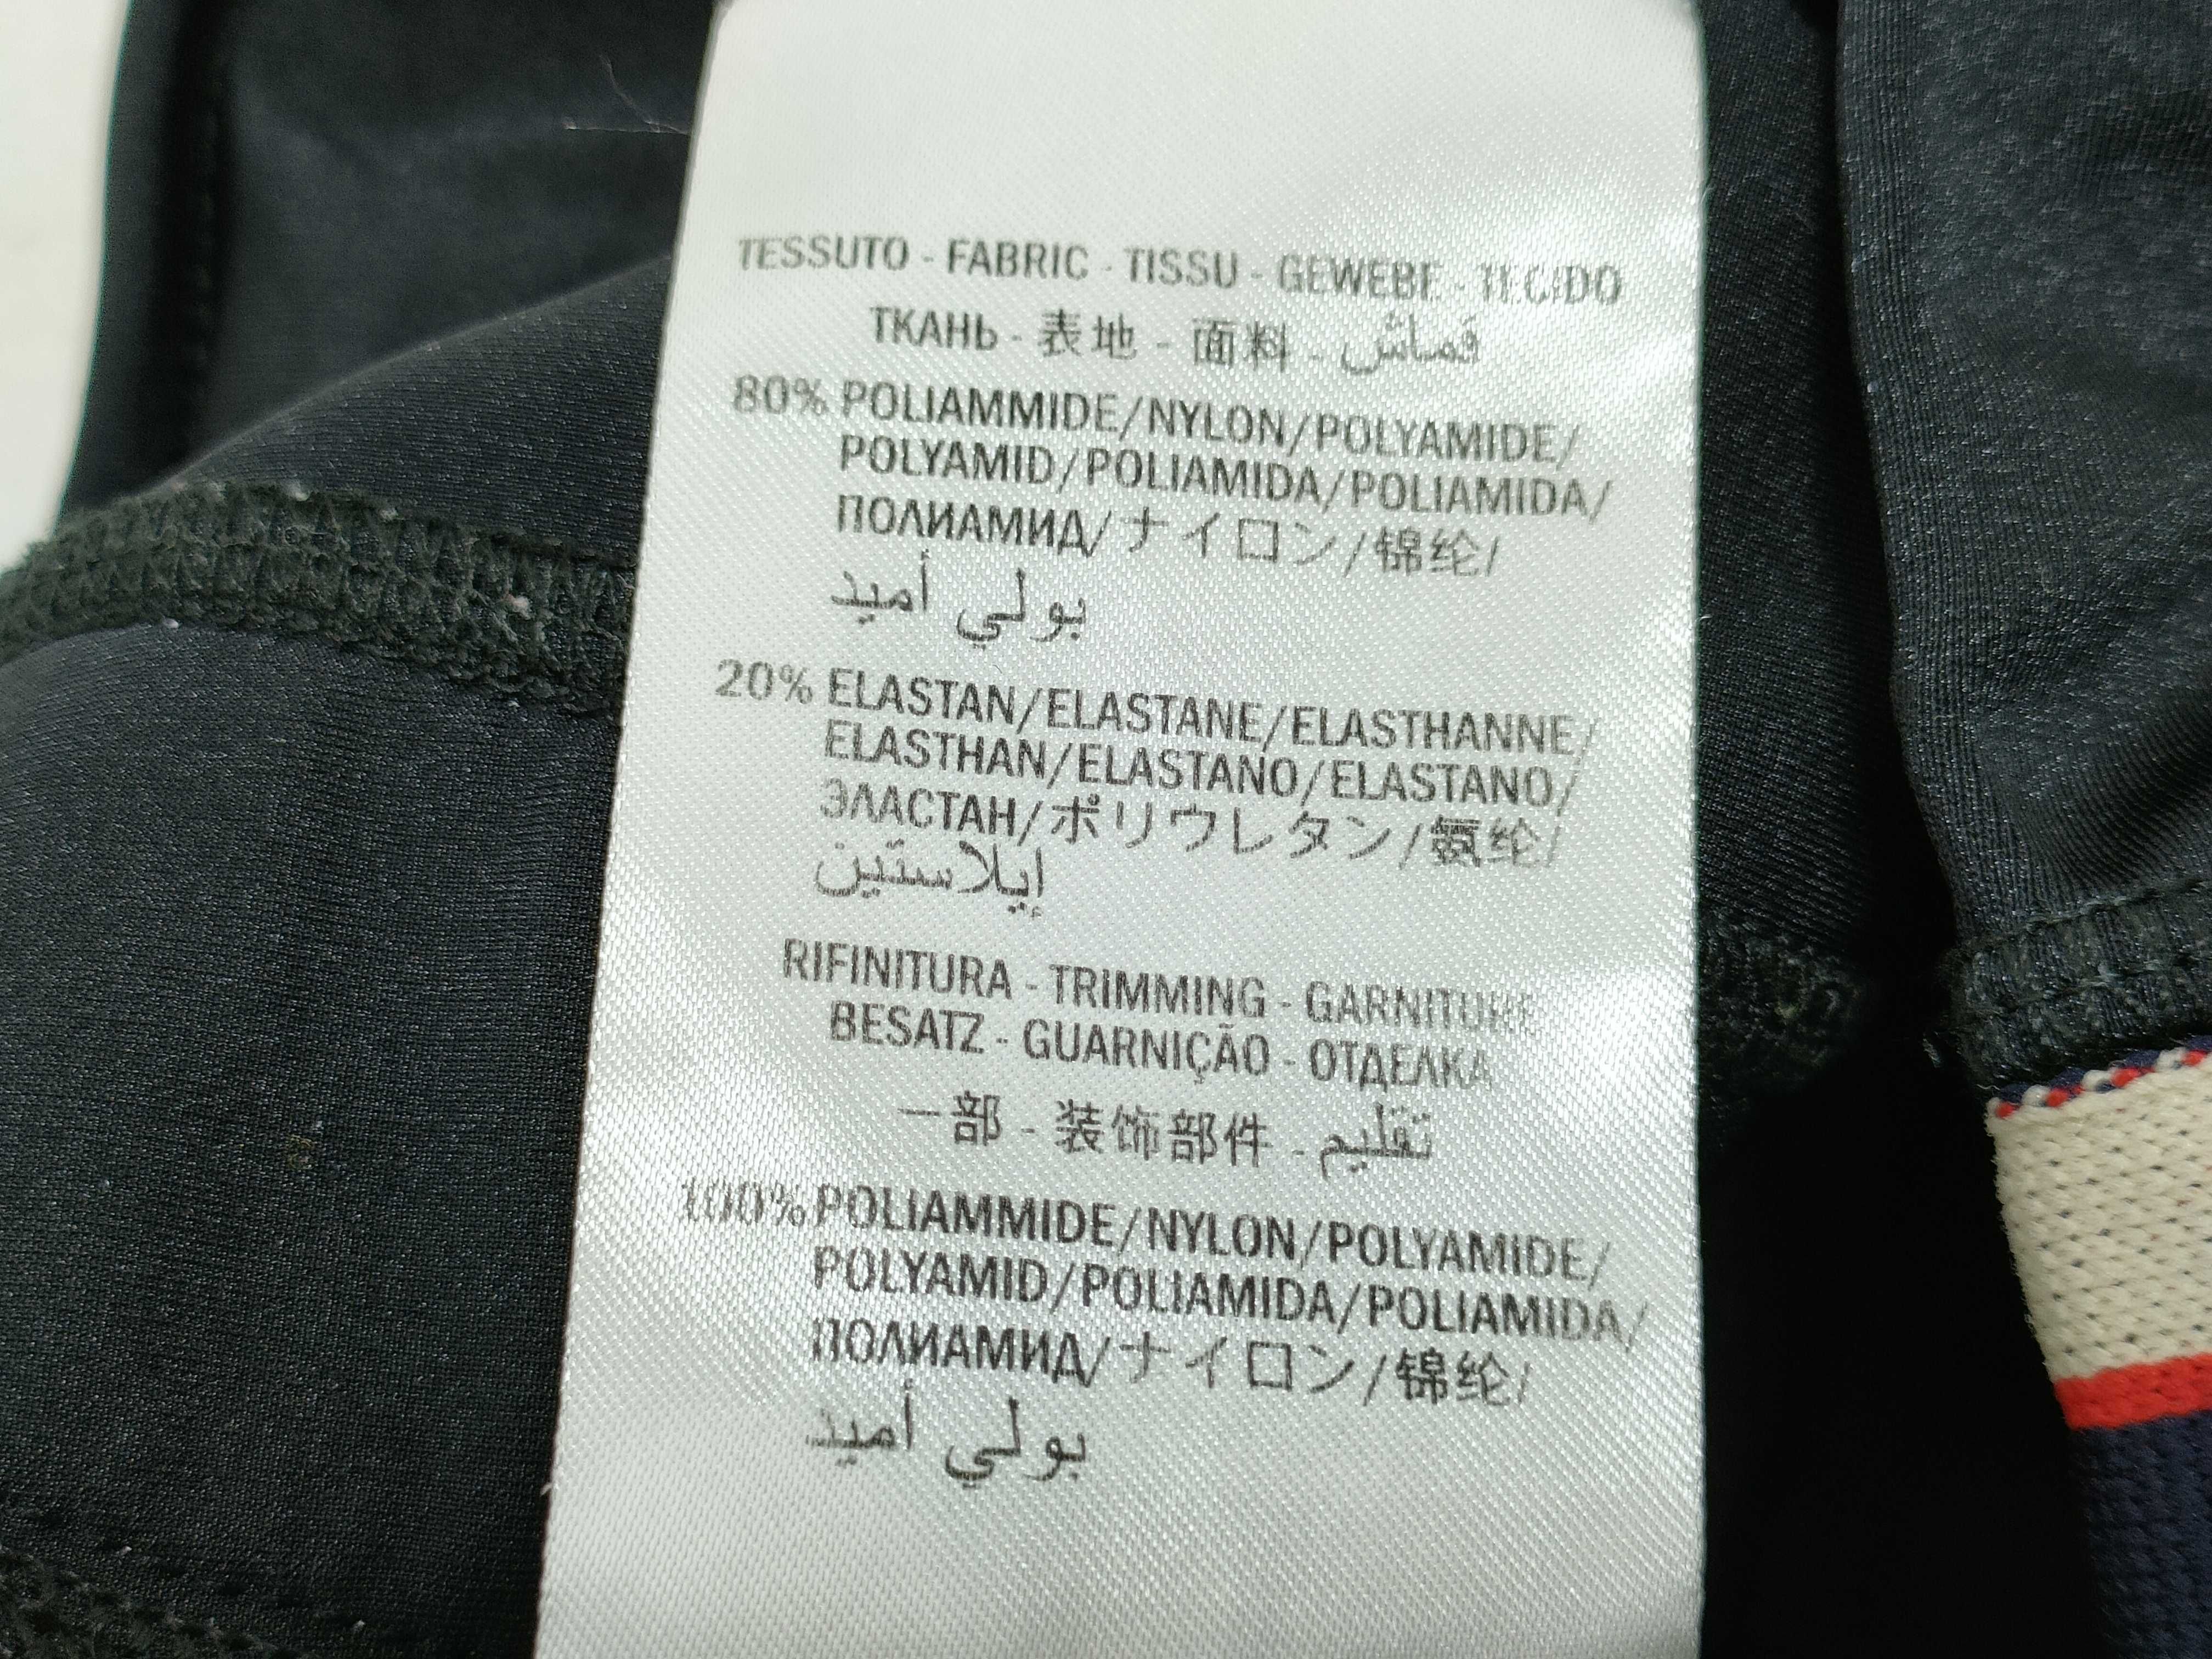 TESSUTO - FABRIC - TISSU - GEWEBE - TECIDO
ТКАНЬ - 表地 - 面料 - قماش
80% POLIAMMIDE/NYLON/POLYAMIDE/
POLYAMID/POLIAMIDA/POLIAMIDA/
ПОЛИАМИД/ナイロン/锦纶/
بولي أميد
20% ELASTAN/ELASTANE/ELASTHANNE/
ELASTHAN/ELASTANO/ELASTANO/
ЭЛАСТАН/ポリウレタン/氨纶/
إيلاستين
RIFINITURA - TRIMMING - GARNITURE
BESATZ - GUARNIÇÃO - ОТДЕЛКА
一部 - 装饰部件 - تقليم
100% POLIAMMIDE/NYLON/POLYAMIDE/
POLYAMID/POLIAMIDA/POLIAMIDA/
ПОЛИАМИД/ナイロン/锦纶/
بولي أميد